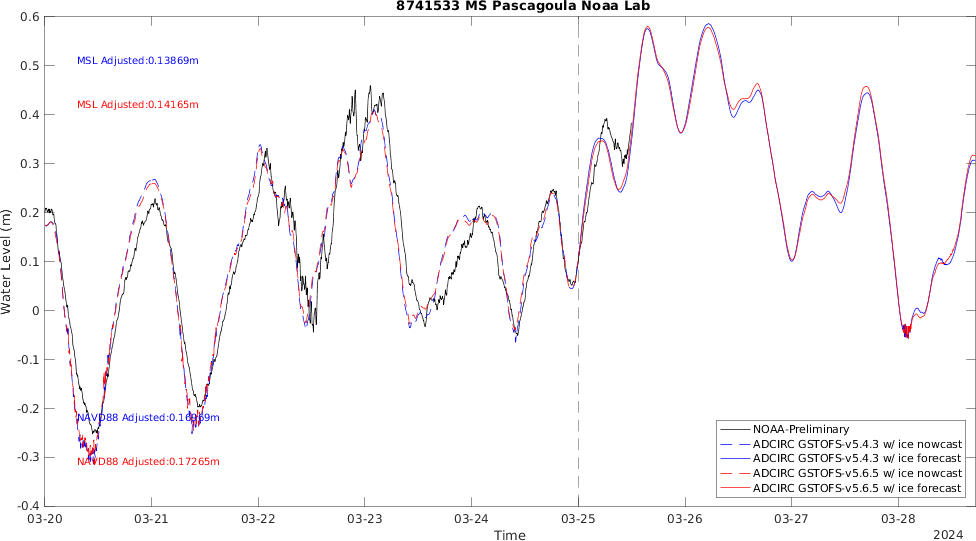 8741533 MS Pascagoula Noaa Lab
0.6
0.5
0.4
0.3
0.2
0.1
0
-0.1
-0.2
-0.3
-0.4
Water Level (m)
MSL Adjusted:0.13869m
MSL Adjusted:0.14165m
NAVD88 Adjusted:0.16969m
NAVD88 Adjusted:0.17265m
NOAA-Preliminary
ADCIRC GSTOFS-v5.4.3 w/ ice nowcast
ADCIRC GSTOFS-v5.4.3 w/ ice forecast
ADCIRC GSTOFS-v5.6.5 w/ ice nowcast
ADCIRC GSTOFS-v5.6.5 w/ ice forecast
03-20 03-21 03-22 03-23 03-24 03-25 03-26 03-27 03-28
Time
2024